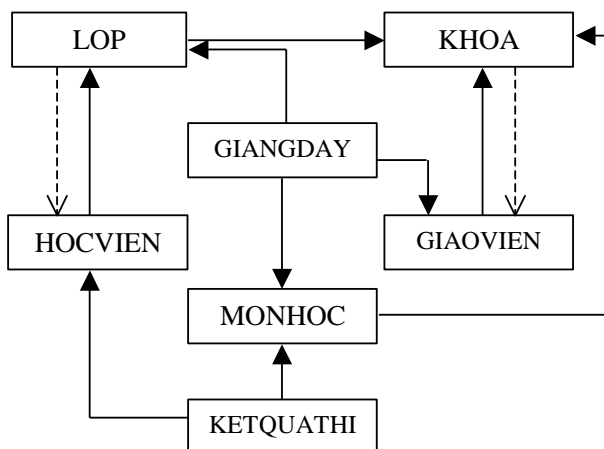 LOP
KHOA
GIANGDAY
HOCVIEN
GIAOVIEN
MONHOC
KETQUATHI